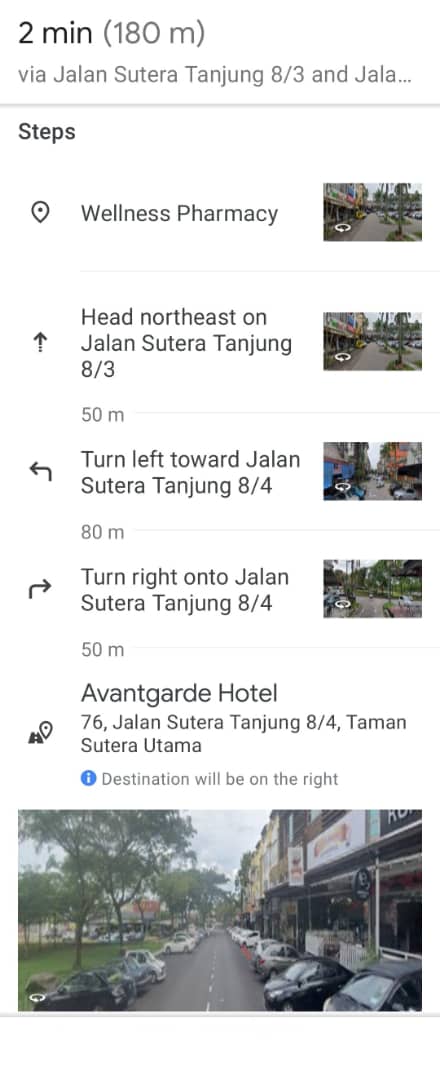 2 min (180 m)
via Jalan Sutera Tanjung 8/3 and Jala...
Steps
Wellness Pharmacy
Head northeast on
Jalan Sutera Tanjung
8/3
50 m
Turn left toward Jalan
Sutera Tanjung 8/4
80 m
Turn right onto Jalan
Sutera Tanjung 8/4
50 m
Avantgarde Hotel
76, Jalan Sutera Tanjung 8/4, Taman
Sutera Utama
Destination will be on the right